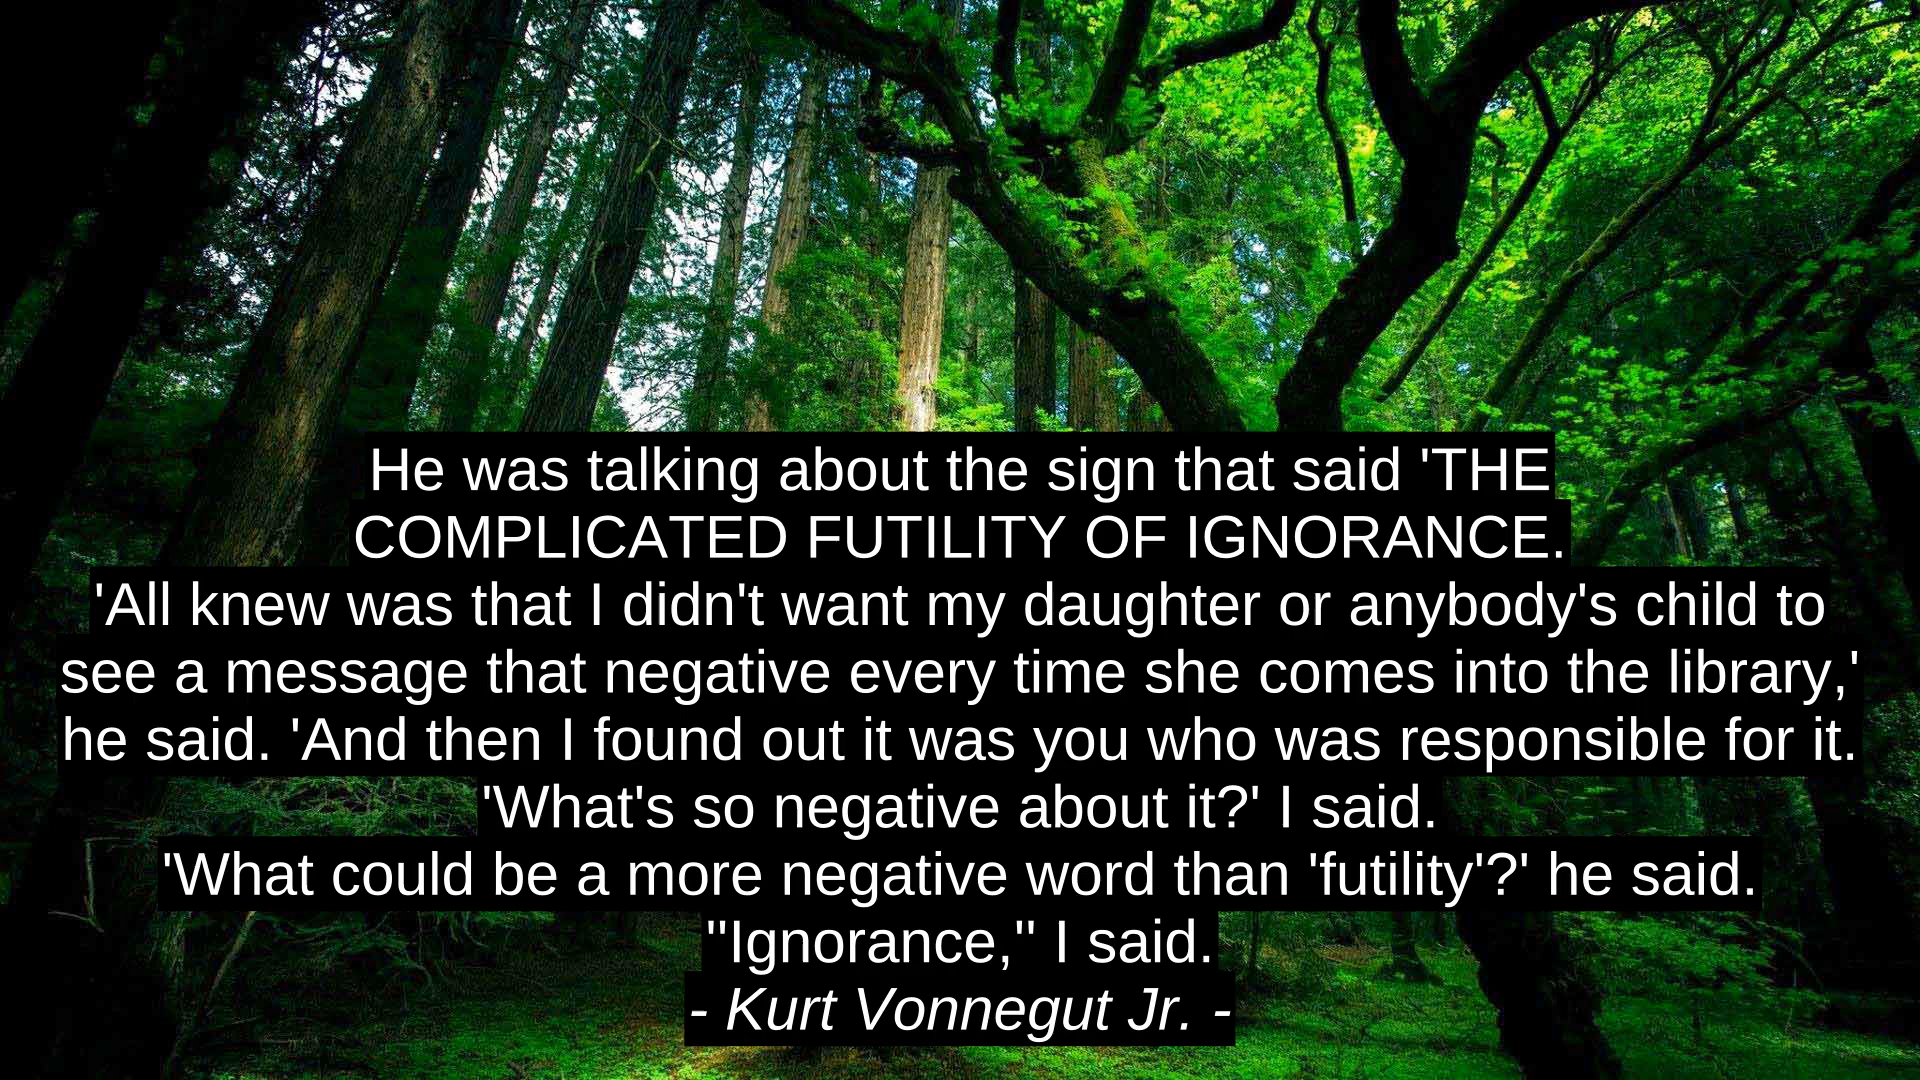 He was talking about the sign that said 'THE
COMPLICATED FUTILITY OF IGNORANCE.
'All knew was that I didn't want my daughter or anybody's child to
see a message that negative every time she comes into the library,'
he said. 'And then I found out it was you who was responsible for it.
'What's so negative about it?' I said.
'What could be a more negative word than 'futility'?' he said.
"Ignorance," I said.
- Kurt Vonnegut Jr. -